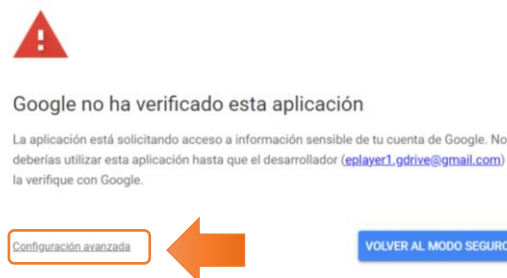 Google no ha verificado esta aplicación
La aplicación está solicitando acceso a información sensible de tu cuenta de Google. No
deberías utilizar esta aplicación hasta que el desarrollador (eplayer1.gdrive@gmail.com)
la verifique con Google.
Configuración avanzada
VOLVER AL MODO SEGURO